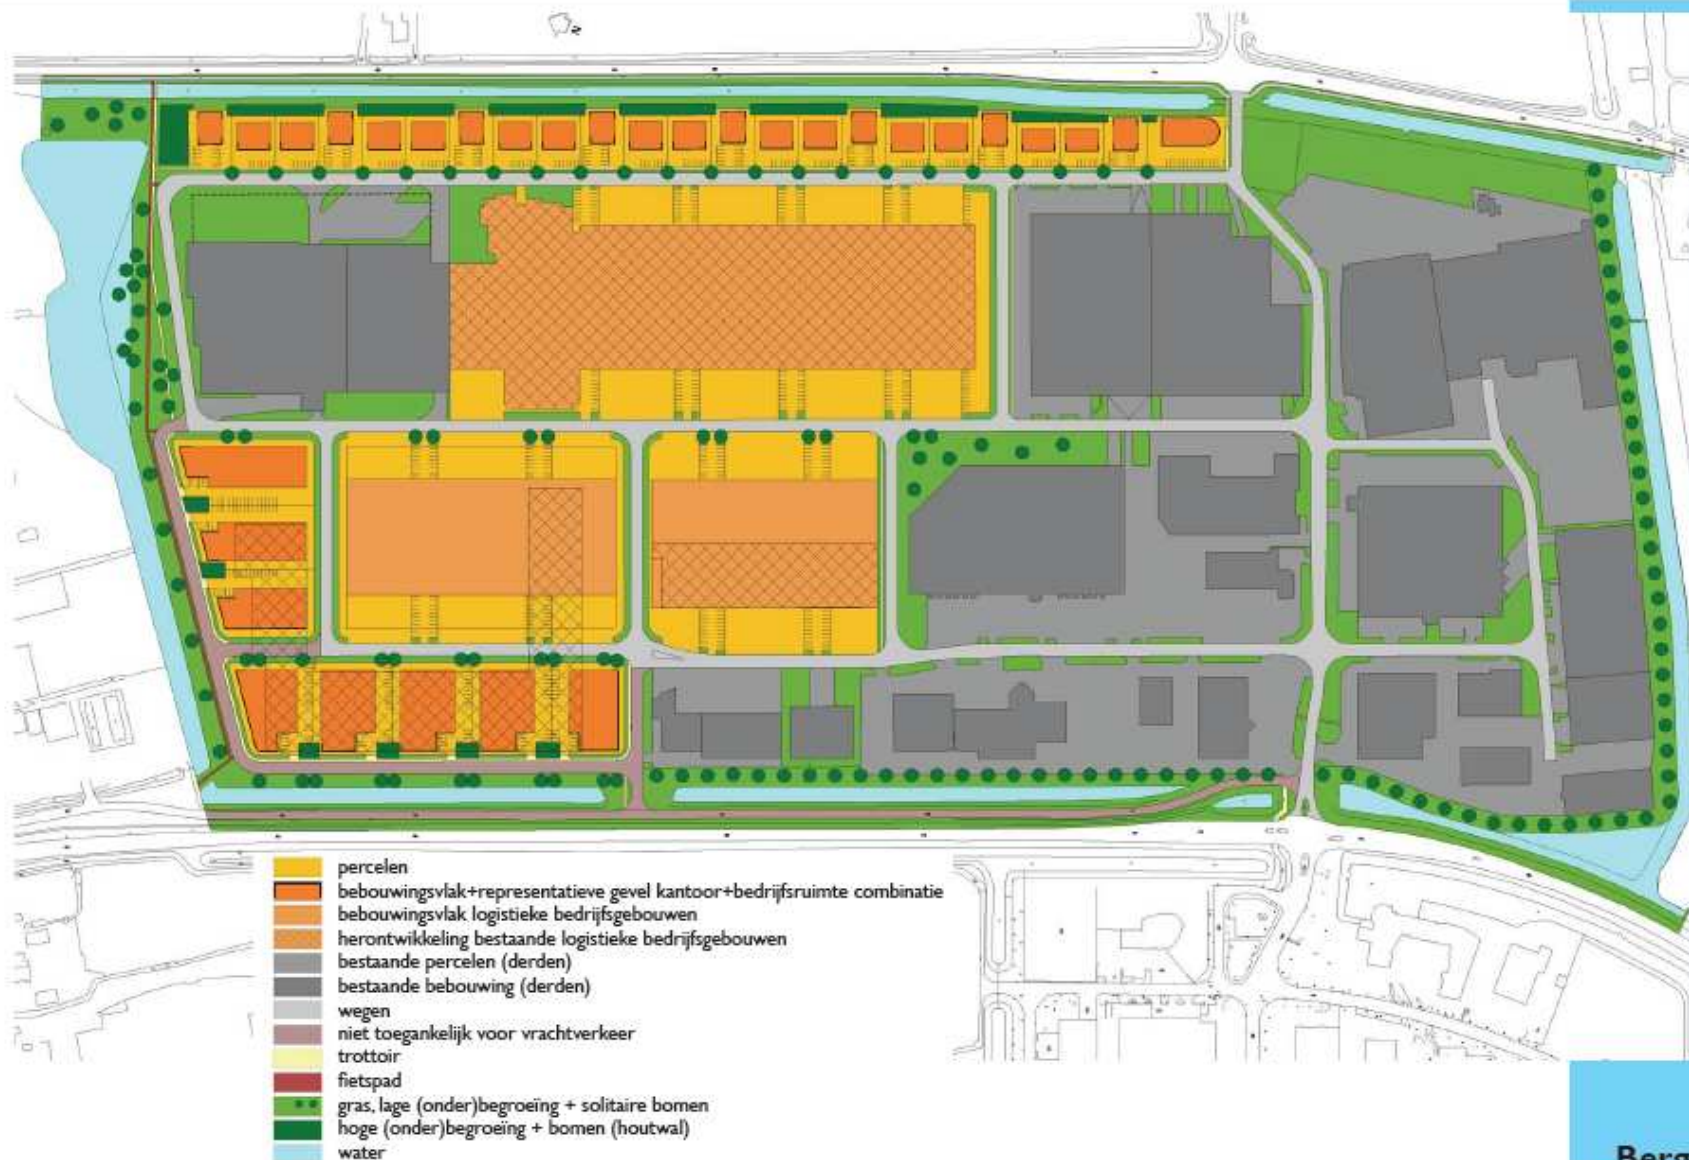 percelen
bebouwingsvlak+representatieve gevel kantoor+bedrijfsruimte combinatie
bebouwingsvlak logistieke bedrijfsgebouwen
herontwikkeling bestaande logistieke bedrijfsgebouwen
bestaande percelen (derden)
bestaande bebouwing (derden)
wegen
niet toegankelijk voor vrachtverkeer
trottoir
fietspad
gras, lage (onder)begroeïng + solitaire bomen
hoge (onder)begroeïng + bomen (houtwal)
water